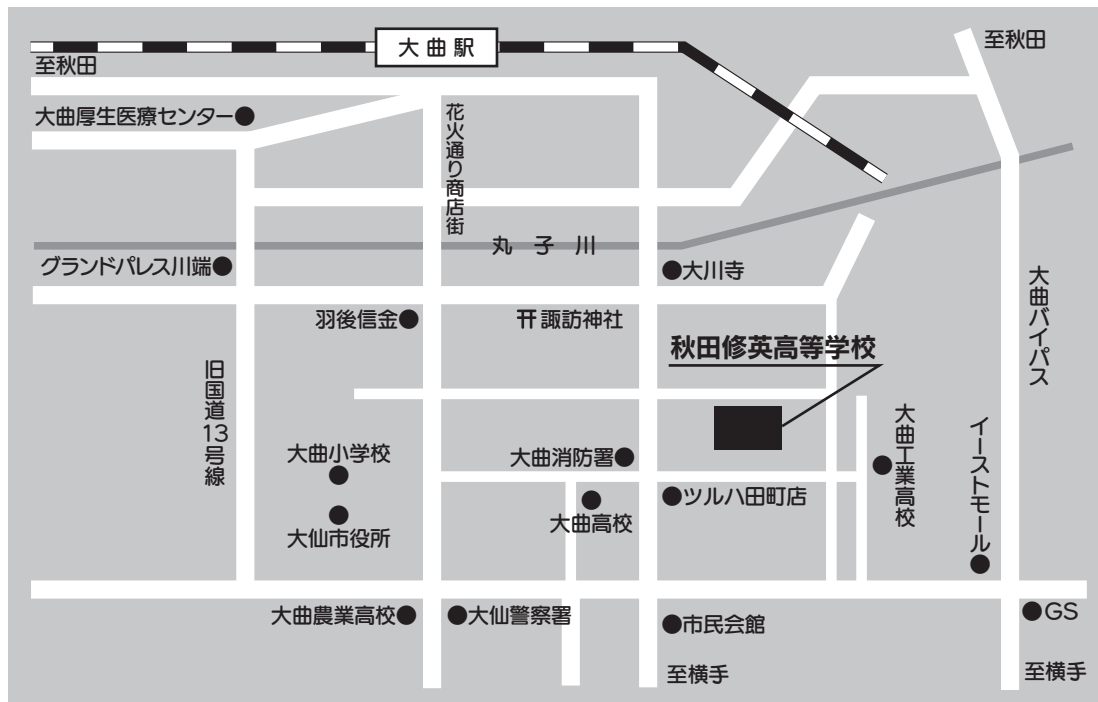 大曲駅
至秋田
至秋田
大曲厚生医療センター
花火通り商店街
丸子川
グランドパレス川端
大川寺
大曲バイパス
羽後信金
諏訪神社
秋田修英高等学校
旧国道13号線
大曲工業高校
イーストモール
大曲小学校
大曲消防署
ツルハ田町店
大曲高校
大仙市役所
大曲農業高校
大仙警察署
市民会館
GS
至横手
至横手